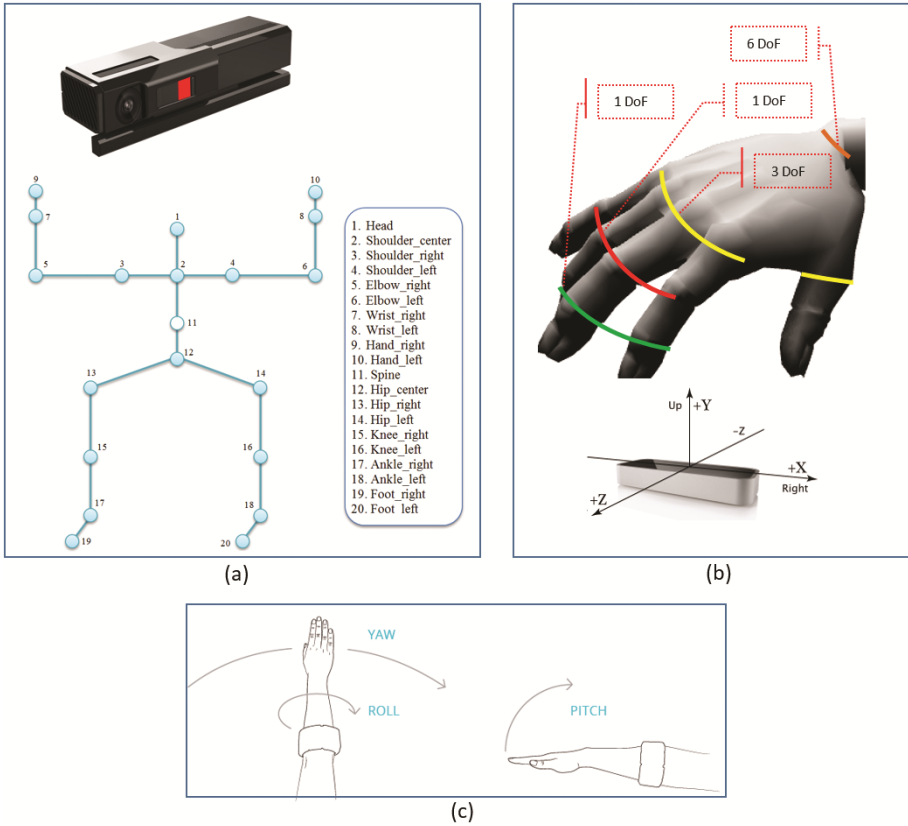 9
10
7
8
1
5
3
2
4
6
11
12
13
14
15
16
17
18
19
20
1. Head
2. Shoulder_center
3. Shoulder_right
4. Shoulder_left
5. Elbow_right
6. Elbow_left
7. Wrist_right
8. Wrist_left
9. Hand_right
10. Hand_left
11. Spine
12. Hip_center
13. Hip_right
14. Hip_left
15. Knee_right
16. Knee_left
17. Ankle_right
18. Ankle_left
19. Foot_right
20. Foot_left
(a)
6 DoF
1 DoF
1 DoF
3 DoF
Up
+Y
-Z
+X
Right
+Z
(b)
YAW
ROLL
PITCH
(c)